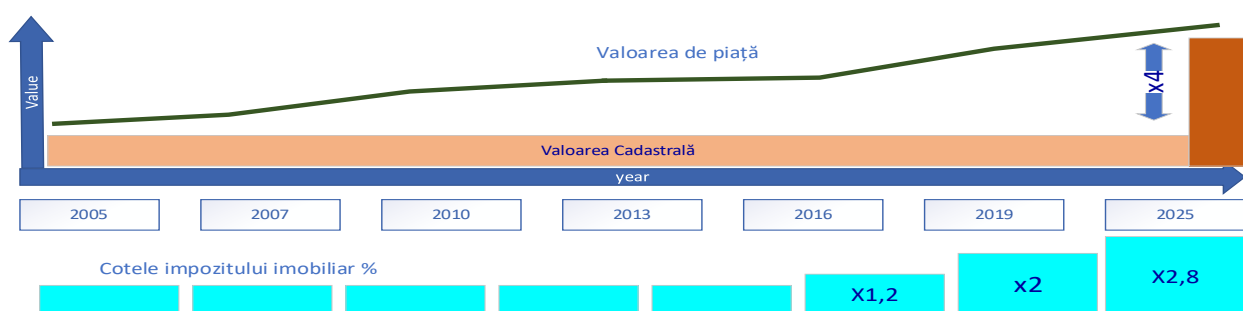 Valoarea de piață
Value
x4
Valoarea Cadastrală
year
2005 2007 2010 2013 2016 2019 2025
Cotele impozitului imobiliar %
X1,2 x2 X2,8